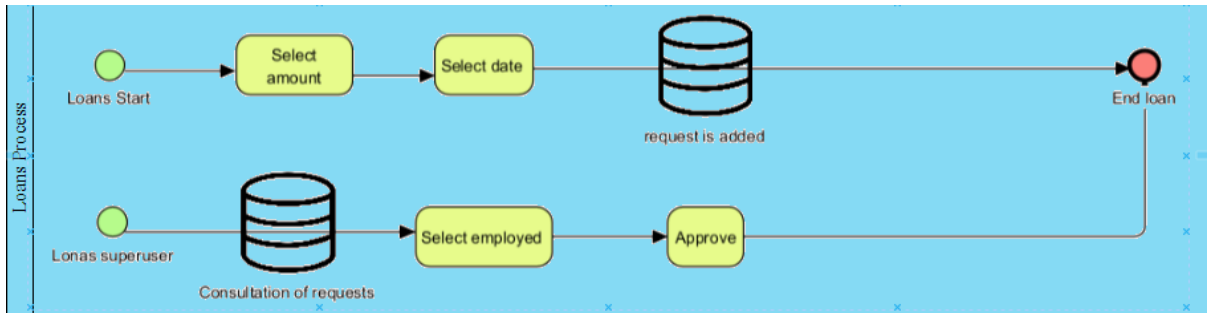 Loans Process
Loans Start
Select
amount
Select date
request is added
End loan
Lonas superuser
Consultation of requests
Select employed
Approve